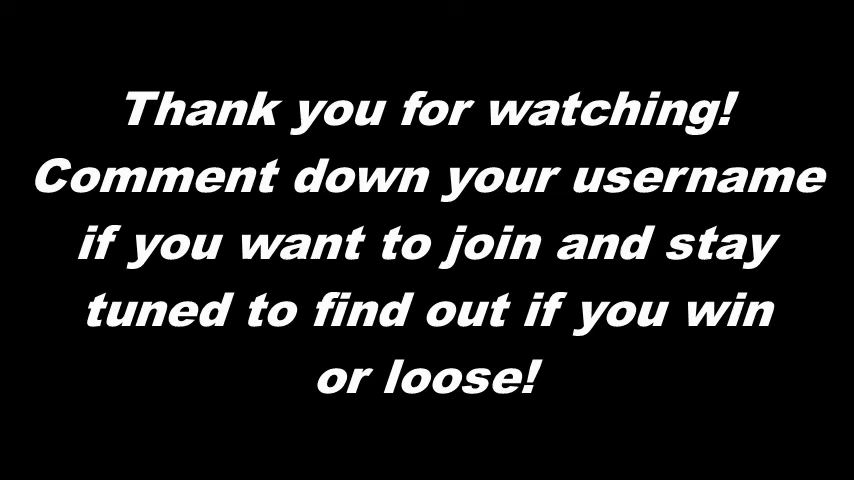 Thank you for watching!
Comment down your username
if you want to join and stay
tuned to find out if you win
or loose!